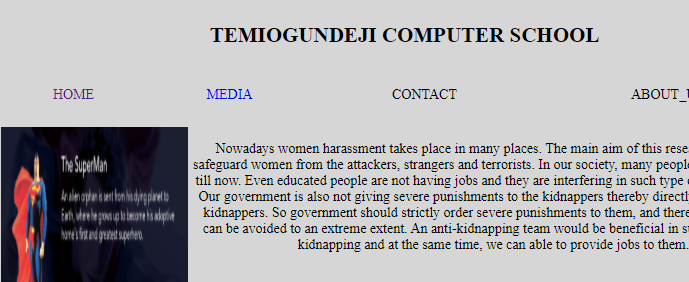 TEMIOGUNDEJI COMPUTER SCHOOL
HOME MEDIA CONTACT ABOUT_U
The SuperMan
An alien orphan is sent from his dying planet to
Earth, where he grows up to become his adoptive
home's first and greatest superhero.
Nowadays women harassment takes place in many places. The main aim of this rese
safeguard women from the attackers, strangers and terrorists. In our society, many people
till now. Even educated people are not having jobs and they are interfering in such type
Our government is also not giving severe punishments to the kidnappers thereby directl
kidnappers. So government should strictly order severe punishments to them, and there
can be avoided to an extreme extent. An anti-kidnapping team would be beneficial in s
kidnapping and at the same time, we can able to provide jobs to them.